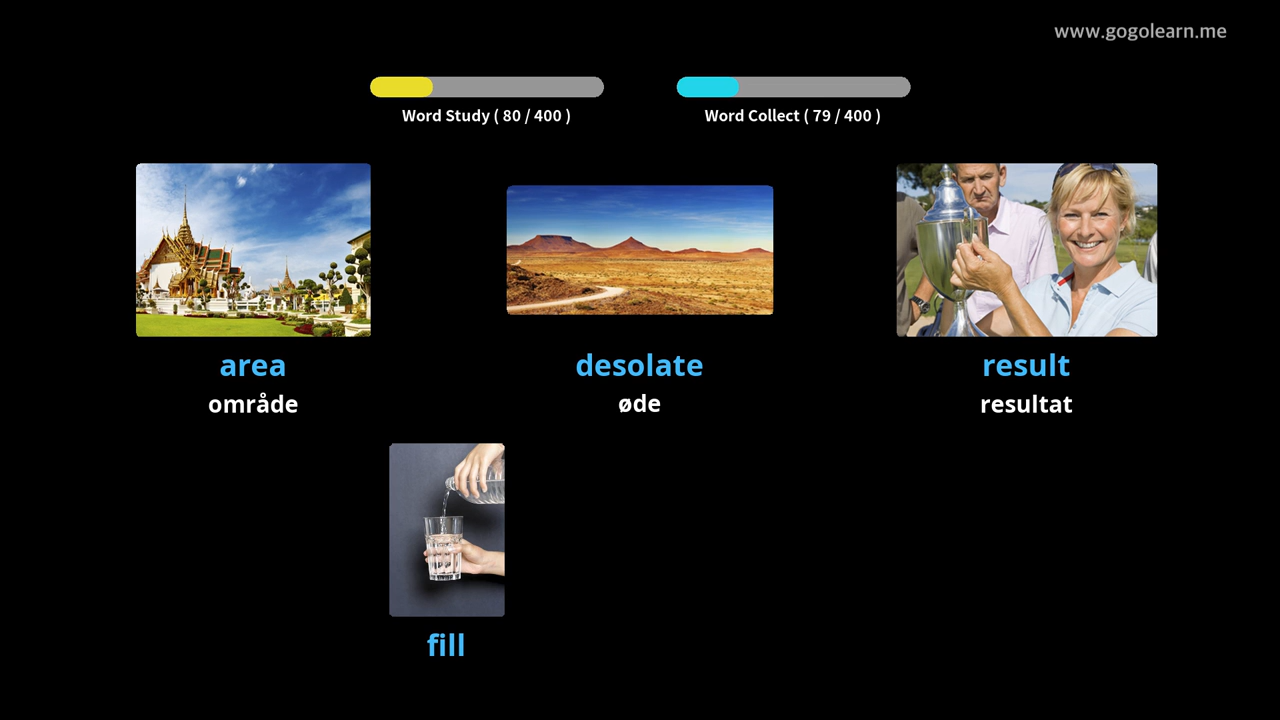 www.gogolearn.me
Word Study ( 80 / 400 )
Word Collect ( 79 / 400 )
area
område
desolate
øde
result
resultat
fill